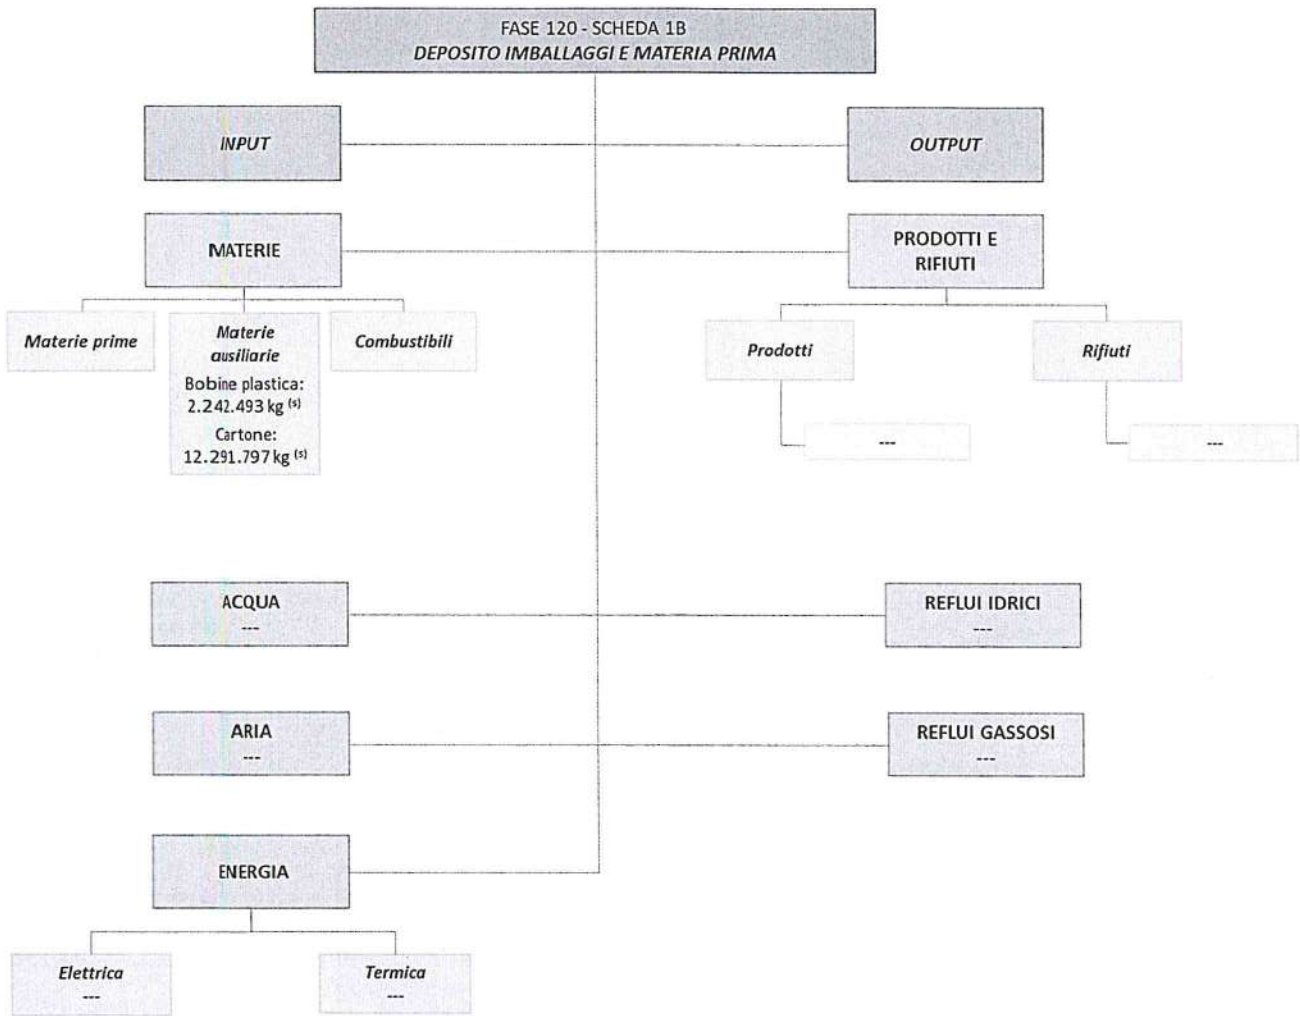 FASE 120 - SCHEDA 1B
DEPOSITO IMBALLAGGI E MATERIA PRIMA
INPUT
OUTPUT
MATERIE
PRODOTTI E
RIFIUTI
Materie prime
Materie
ausiliarie
Bobine plastica:
2.242.493 kg (s)
Cartone:
12.291.797 kg (s)
Combustibili
Prodotti
---
Rifiuti
---
ACQUA
---
REFLUI IDRICI
---
ARIA
---
REFLUI GASSOSI
---
ENERGIA
Elettrica
---
Termica
---